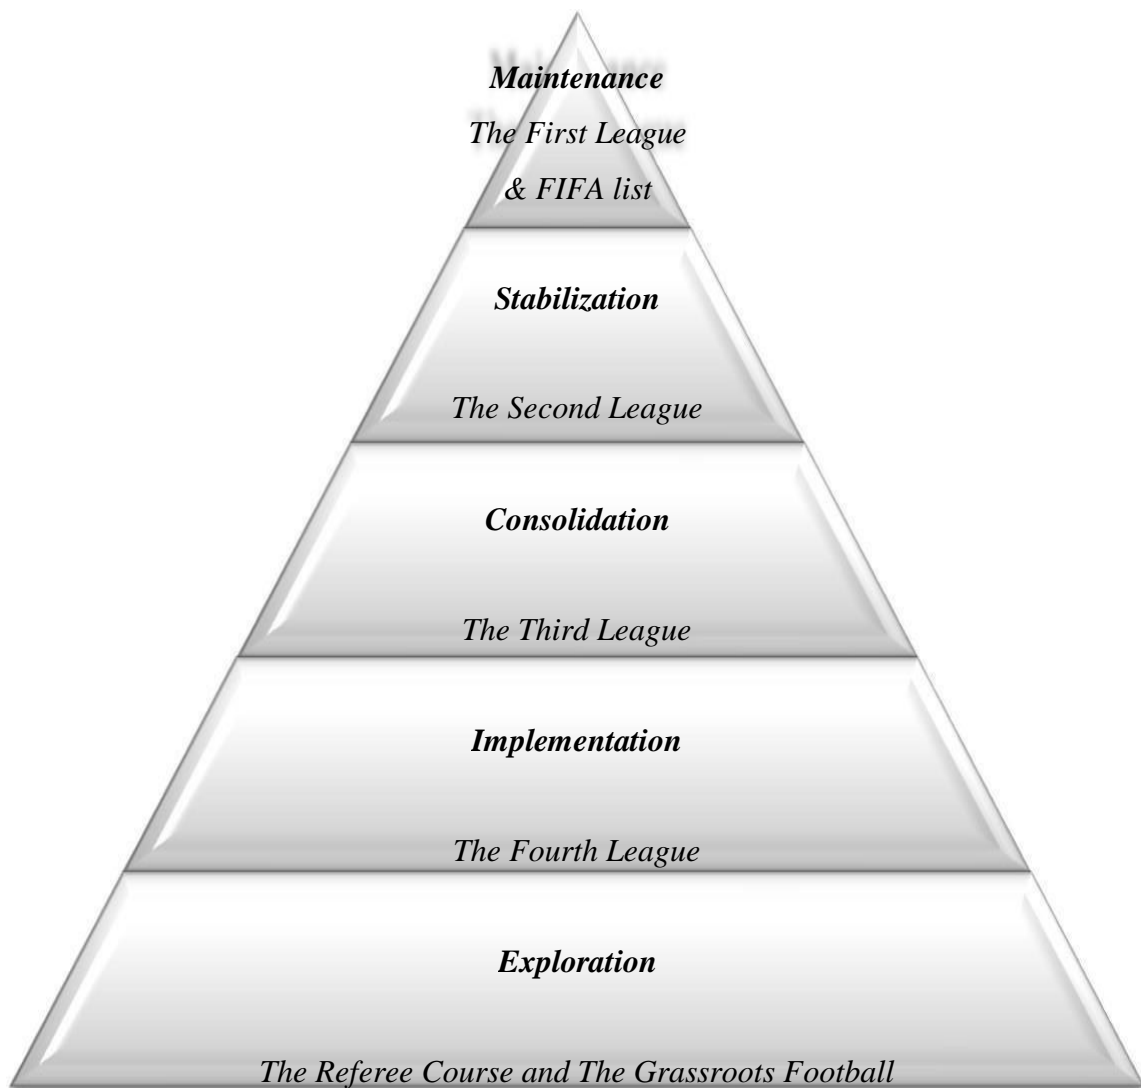 Maintenance
The First League
& FIFA list
Stabilization
The Second League
Consolidation
The Third League
Implementation
The Fourth League
Exploration
The Referee Course and The Grassroots Football